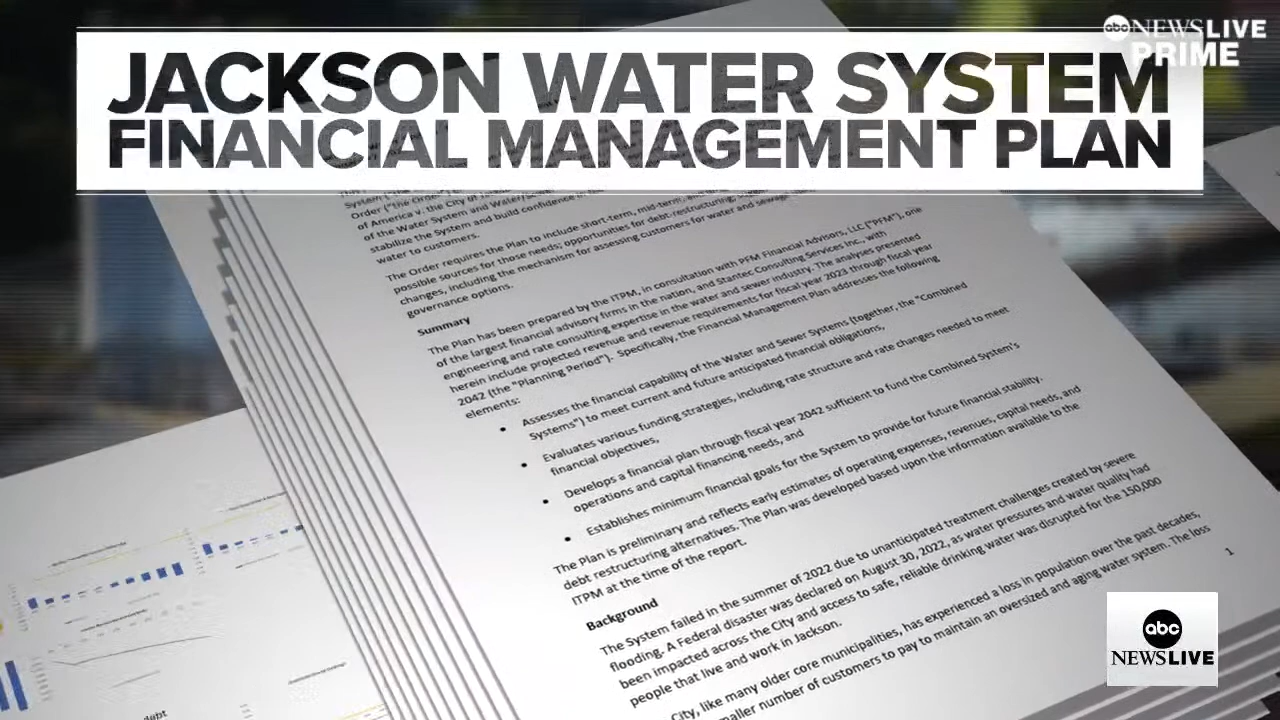 abc NEWS LIVE
PRIME
JACKSON WATER SYSTEM
FINANCIAL MANAGEMENT PLAN
System ("the
Order ("the Order")
of America v. the City of
of the Water System and
stabilize the System and build confidence in
water to customers.
The Order requires the Plan to include short-term, mid-term,
possible sources for those needs; opportunities for debt-restructuring,
changes, including the mechanism for assessing customers for water and sewage
governance options.
Summary
The Plan has been prepared by the ITPM, in consultation with PFM Financial Advisors, LLC ("PFM"), one
of the largest financial advisory firms in the nation, and Stantec Consulting Services Inc., with
engineering and rate consulting expertise in the water and sewer industry. The analyses presented
herein include projected revenue and revenue requirements for fiscal year 2023 through fiscal year
2042 (the "Planning Period"). Specifically, the Financial Management Plan addresses the following
elements:
• Assesses the financial capability of the Water and Sewer Systems (together, the "Combined
Systems") to meet current and future anticipated financial obligations,
• Evaluates various funding strategies, including rate structure and rate changes needed to meet
financial objectives,
• Develops a financial plan through fiscal year 2042 sufficient to fund the Combined System's
operations and capital financing needs, and
• Establishes minimum financial goals for the System to provide for future financial stability.
The Plan is preliminary and reflects early estimates of operating expenses, revenues, capital needs, and
debt restructuring alternatives. The Plan was developed based upon the information available to the
ITPM at the time of the report.
Background
The System failed in the summer of 2022 due to unanticipated treatment challenges created by severe
flooding. A Federal disaster was declared on August 30, 2022, as water pressures and water quality had
been impacted across the City and access to safe, reliable drinking water was disrupted for the 150,000
people that live and work in Jackson.
City, like many older core municipalities, has experienced a loss in population over the past decades,
maller number of customers to pay to maintain an oversized and aging water system. The loss
1
abc
NEWS LIVE